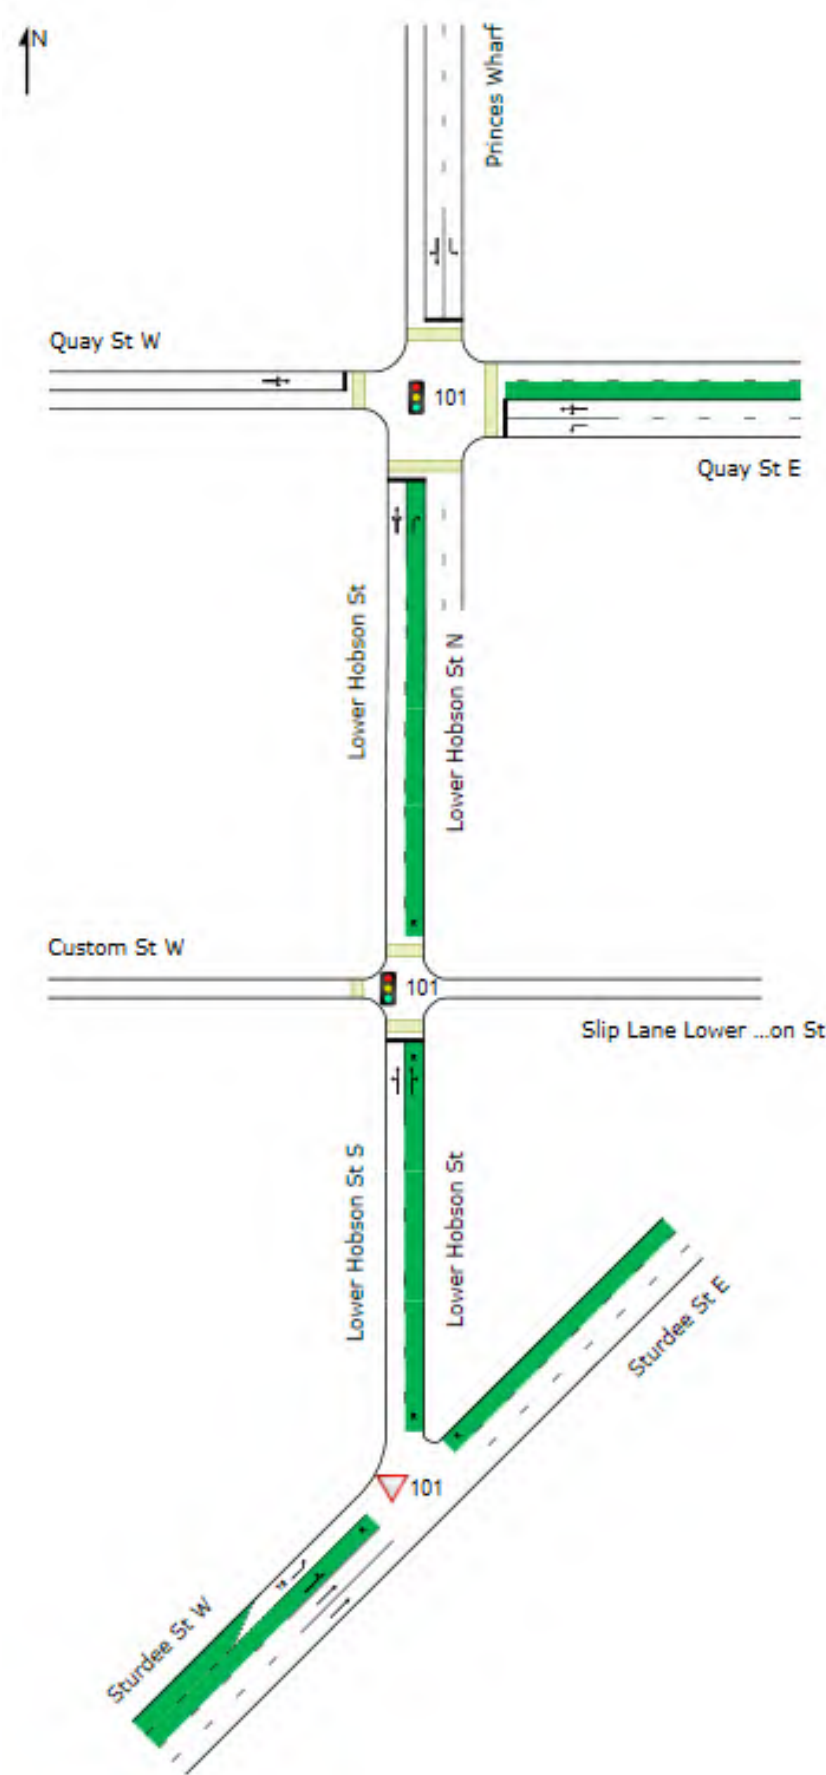 N
Princes Wharf
Quay St W
101
Quay St E
Lower Hobson St
Lower Hobson St N
Custom St W
101
Slip Lane Lower ...on St
Lower Hobson St S
Lower Hobson St
Sturdee St E
101
Sturdee St W